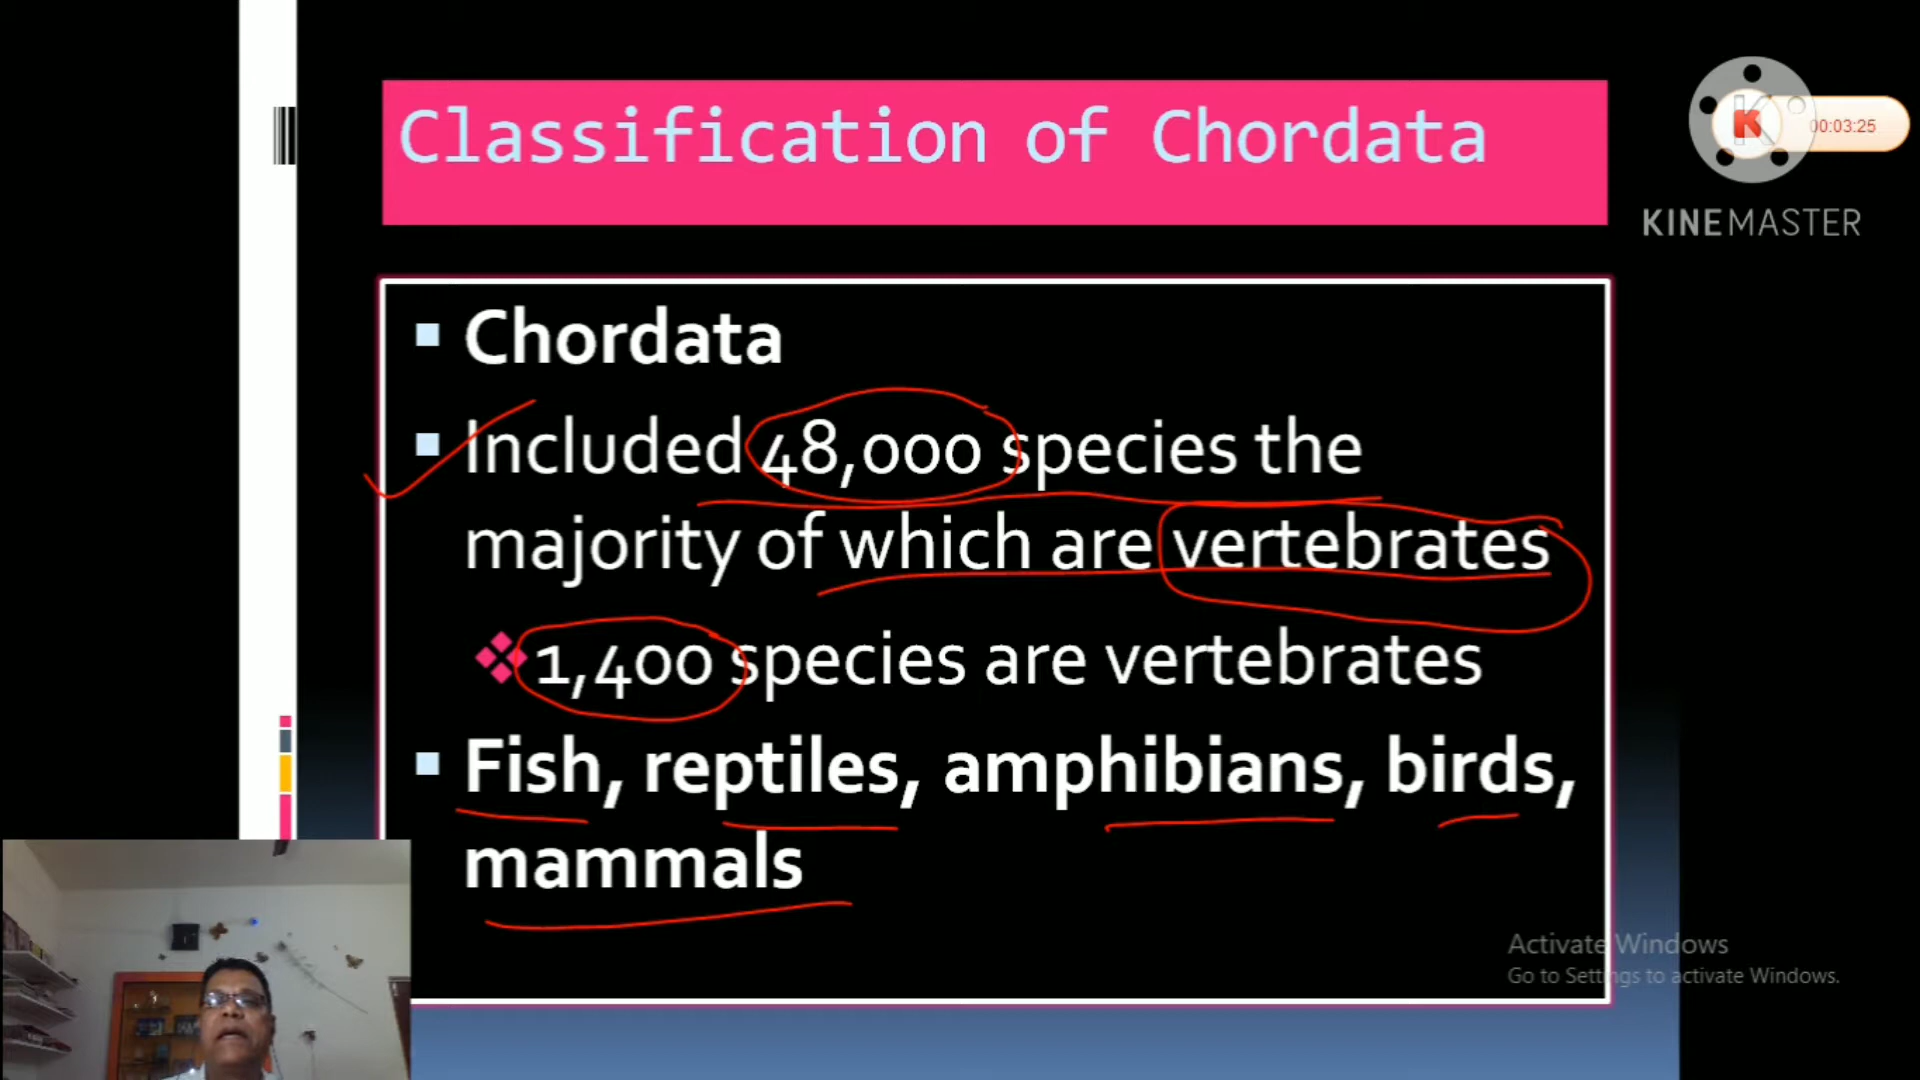 Classification of Chordata
00:03:25
KINEMASTER
Chordata
Included 48,000 species the
majority of which are vertebrates
1,400 species are vertebrates
Fish, reptiles, amphibians, birds,
mammals
Activate Windows
Go to Settings to activate Windows.